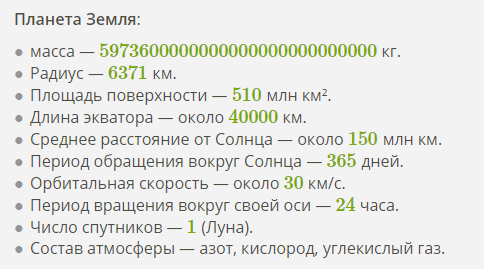 Планета Земля:
● масса — 5973600000000000000000000 кг.
● Радиус — 6371 км.
● Площадь поверхности — 510 млн км².
● Длина экватора — около 40000 км.
● Среднее расстояние от Солнца — около 150 млн км.
● Период обращения вокруг Солнца — 365 дней.
● Орбитальная скорость — около 30 км/с.
● Период вращения вокруг своей оси — 24 часа.
● Число спутников — 1 (Луна).
● Состав атмосферы — азот, кислород, углекислый газ.